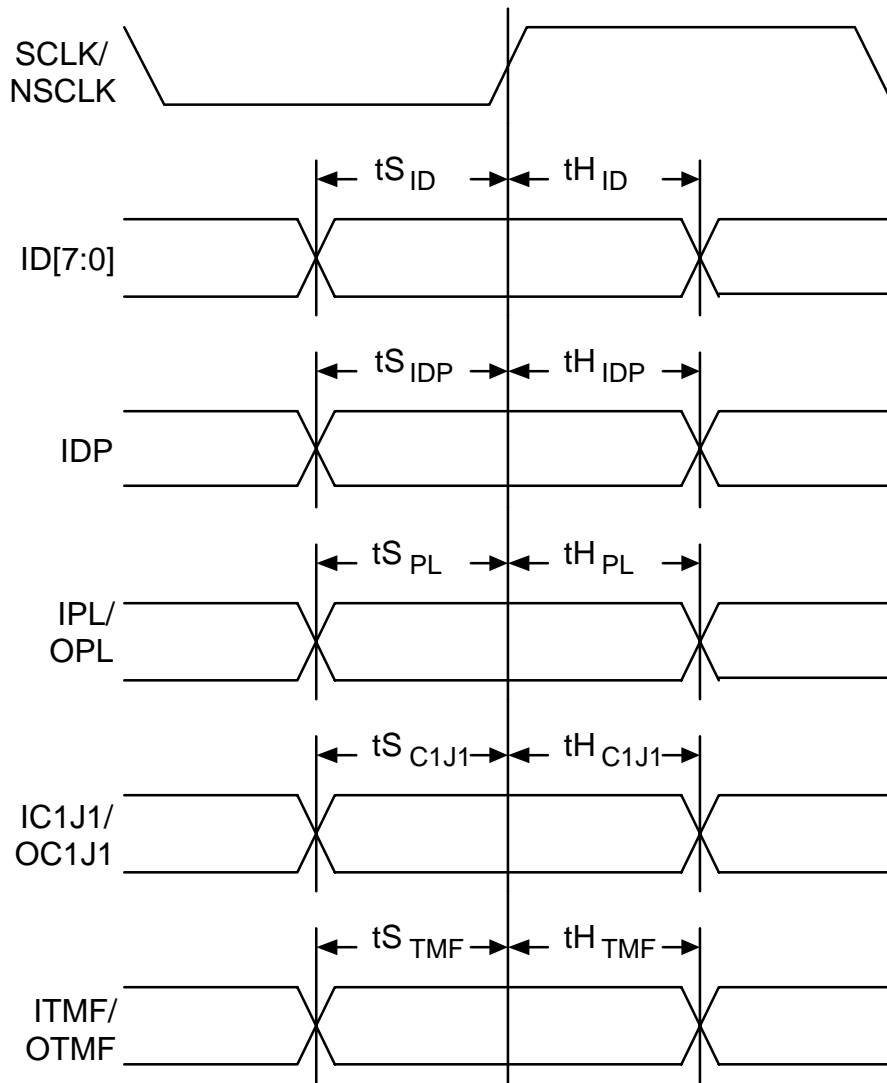 SCLK/
NSCLK
tS ID
tH ID
ID[7:0]
tS IDP
tH IDP
IDP
tS PL
tH PL
IPL/
OPL
tS C1J1
tH C1J1
IC1J1/
OC1J1
tS TMF
tH TMF
ITMF/
OTMF